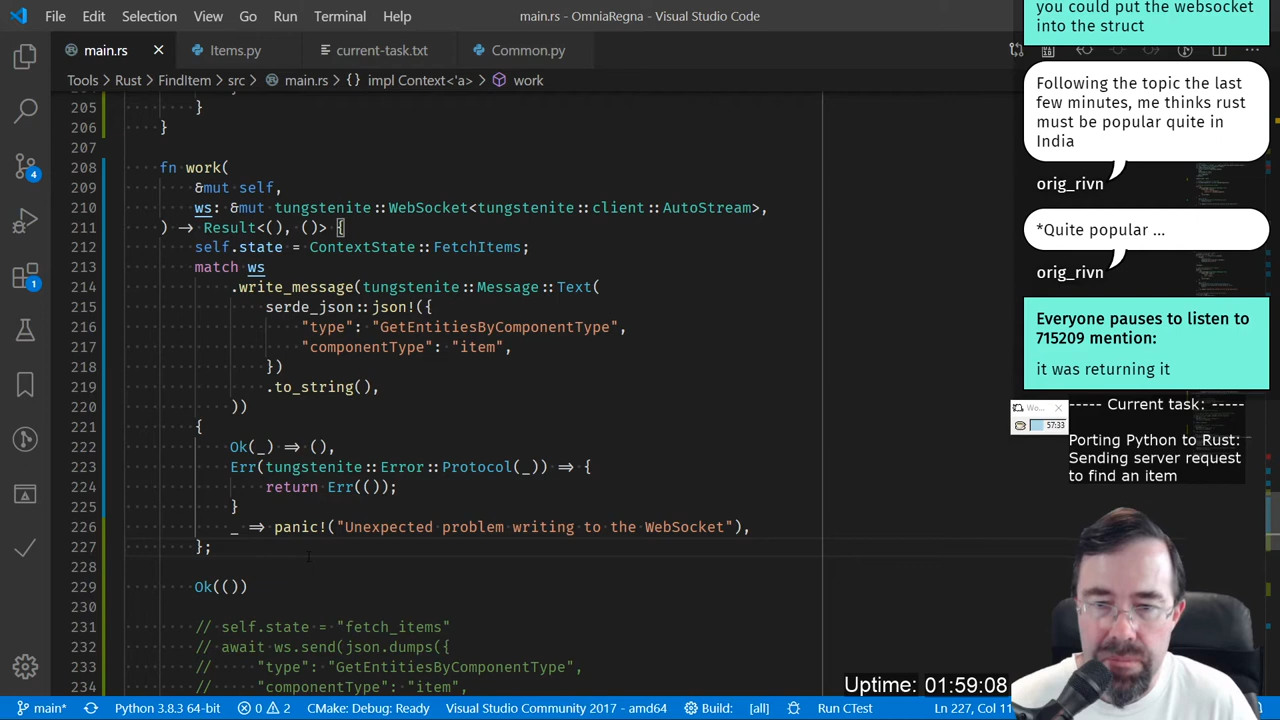 File Edit Selection View Go Run Terminal Help main.rs - OmniaRegna - Visual Studio Code
main.rs Items.py current-task.txt Common.py
Tools > Rust > FindItem > src > main.rs > {} impl Context<'a> > work
205 }
206 }
207
208 fn work(
209 &mut self,
210 ws: &mut tungstenite::WebSocket<tungstenite::client::AutoStream>,
211 ) → Result<(), ()> {
212 self.state = ContextState::FetchItems;
213 match ws
214 .write_message(tungstenite::Message::Text(
215 serde_json::json!({
216 "type": "GetEntitiesByComponentType",
217 "componentType": "item",
218 })
219 .to_string(),
220 ))
221 {
222 Ok(_) ⇒ (),
223 Err(tungstenite::Error::Protocol(_)) ⇒ {
224 return Err(());
225 }
226 _ ⇒ panic!("Unexpected problem writing to the WebSocket"),
227 };
228
229 Ok(())
230
231 // self.state = "fetch_items"
232 // await ws.send(json.dumps({
233 // "type": "GetEntitiesByComponentType",
234 // "componentType": "item",
you could put the websocket
into the struct
Following the topic the last
few minutes, me thinks rust
must be popular quite in
India
orig_rivn
*Quite popular ...
orig_rivn
Everyone pauses to listen to
715209 mention:
it was returning it
Wo...
57:33
----- Current task: -----
Porting Python to Rust:
Sending server request
to find an item
Uptime: 01:59:08
4
1
main* Python 3.8.3 64-bit 0 2 CMake: Debug: Ready Visual Studio Community 2017 - amd64 Build: [all] Run CTest Ln 227, Col 11